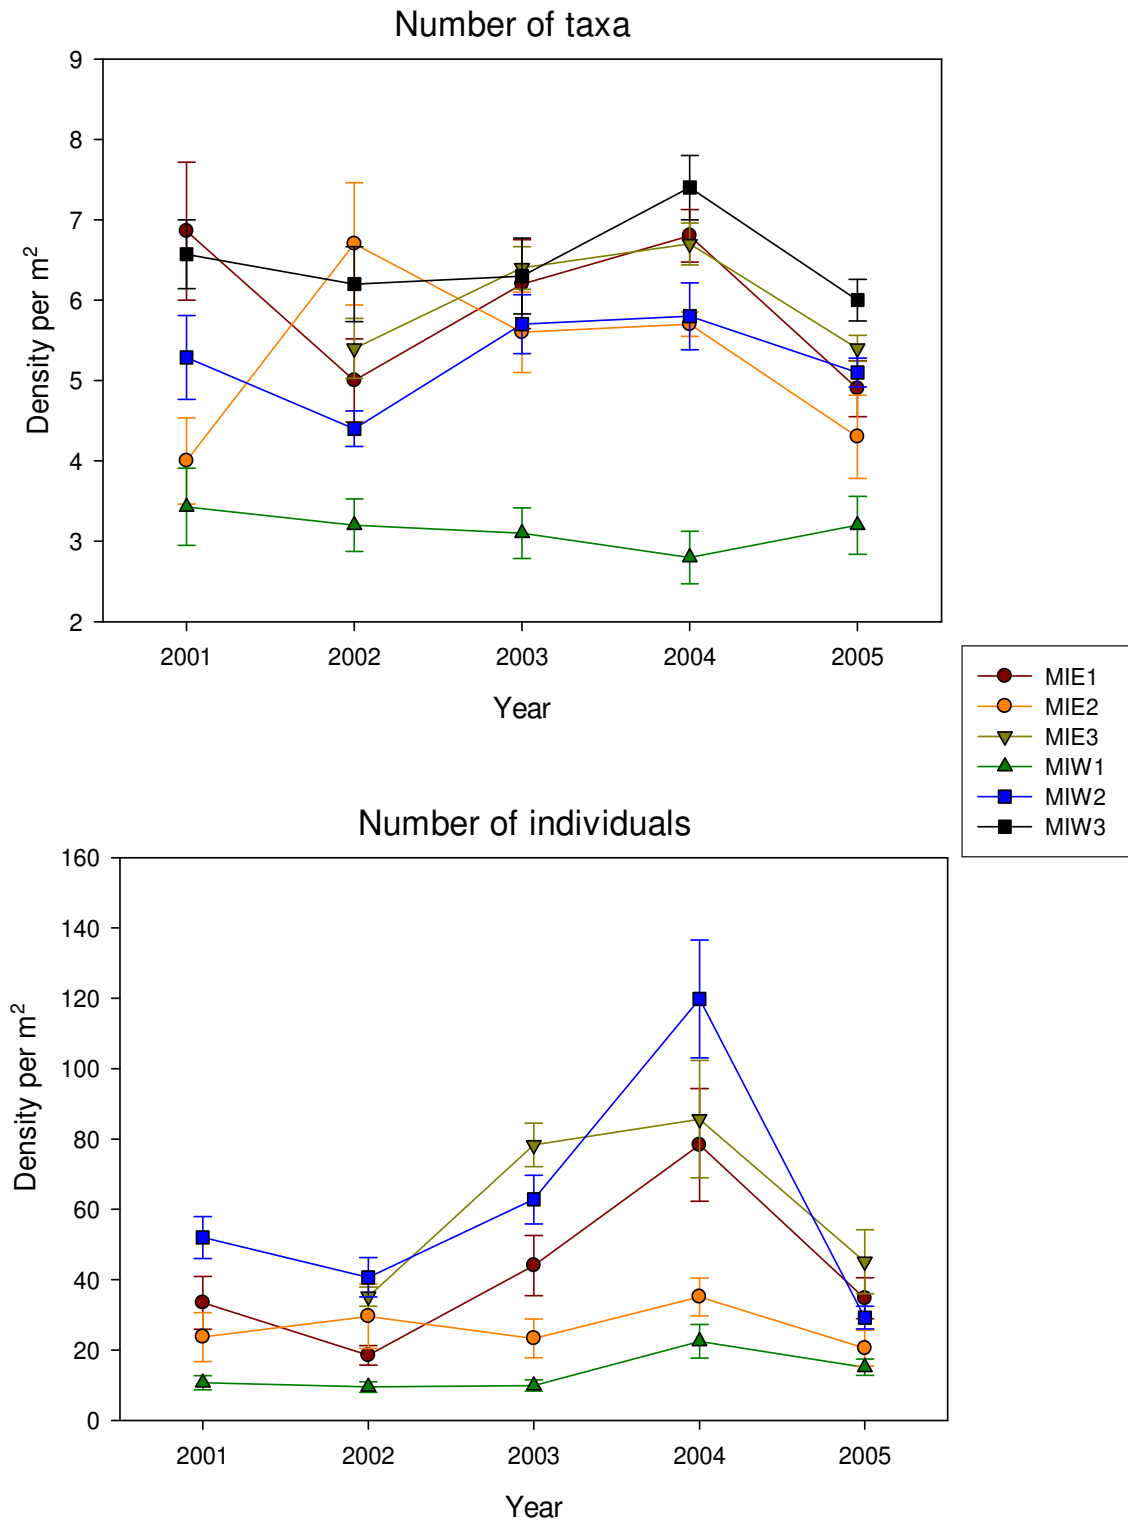 Number of taxa
9
8
7
6
5
4
3
2
Density per m²
2001 2002 2003 2004 2005
Year
MIE1
MIE2
MIE3
MIW1
MIW2
MIW3
Number of individuals
160
140
120
100
80
60
40
20
0
Density per m²
2001 2002 2003 2004 2005
Year